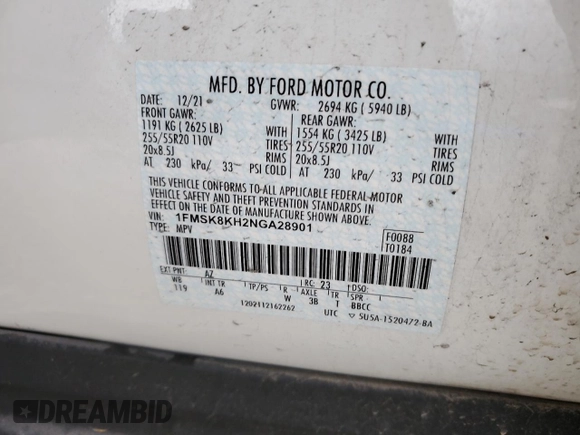 MFD. BY FORD MOTOR CO.
DATE: 12/21 GVWR: 2694 KG ( 5940 LB)
FRONT GAWR: REAR GAWR:
1191 KG ( 2625 LB) WITH 1554 KG ( 3425 LB) WITH
255/55R20 110V TIRES 255/55R20 110V TIRES
20x8.5J RIMS 20x8.5J RIMS
AT 230 kPa/ 33 PSI COLD AT 230 kPa/ 33 PSI COLD
THIS VEHICLE CONFORMS TO ALL APPLICABLE FEDERAL MOTOR
VEHICLE SAFETY AND THEFT PREVENTION STANDARDS IN
EFFECT ON THE DATE OF MANUFACTURE SHOWN ABOVE.
VIN: 1FMSK8KH2NGA28901
TYPE: MPV F0088
T0184
EXT PNT: AZ RC: 23 DSO:
WB INT TR TP/PS R AXLE TR SPR
119 A6 W 3B T BBCC
1202112162262 UTC 5U5A-1520472-BA
DREAMBID